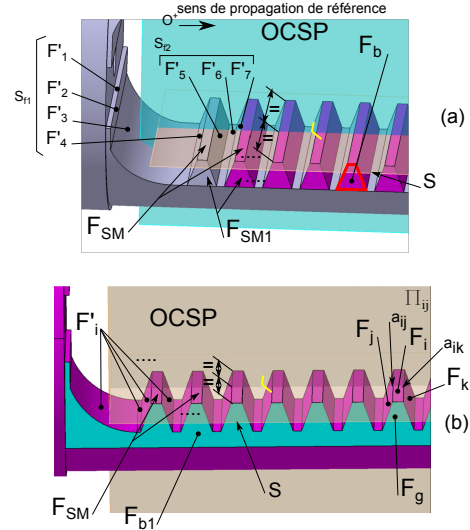 sens de propagation de référence
O⁺
OCSP
(a)
S_f1
F'_1
F'_2
F'_3
F'_4
S_f2
F'_5
F'_6
F'_7
F_b
=
=
....
....
S
F_SM
F_SM1
OCSP
Π_ij
(b)
F'_i
....
=
=
....
F_j
a_ij
F_i
a_ik
F_k
F_SM
F_b1
S
F_g